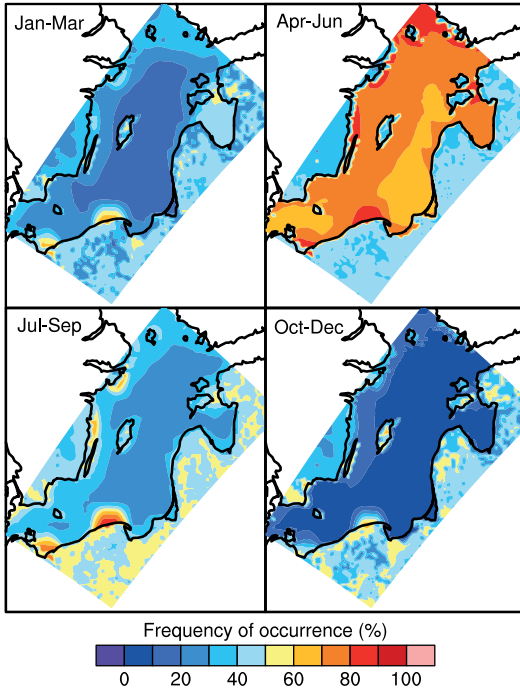 Jan-Mar
Apr-Jun
Jul-Sep
Oct-Dec
Frequency of occurrence (%)
0 20 40 60 80 100